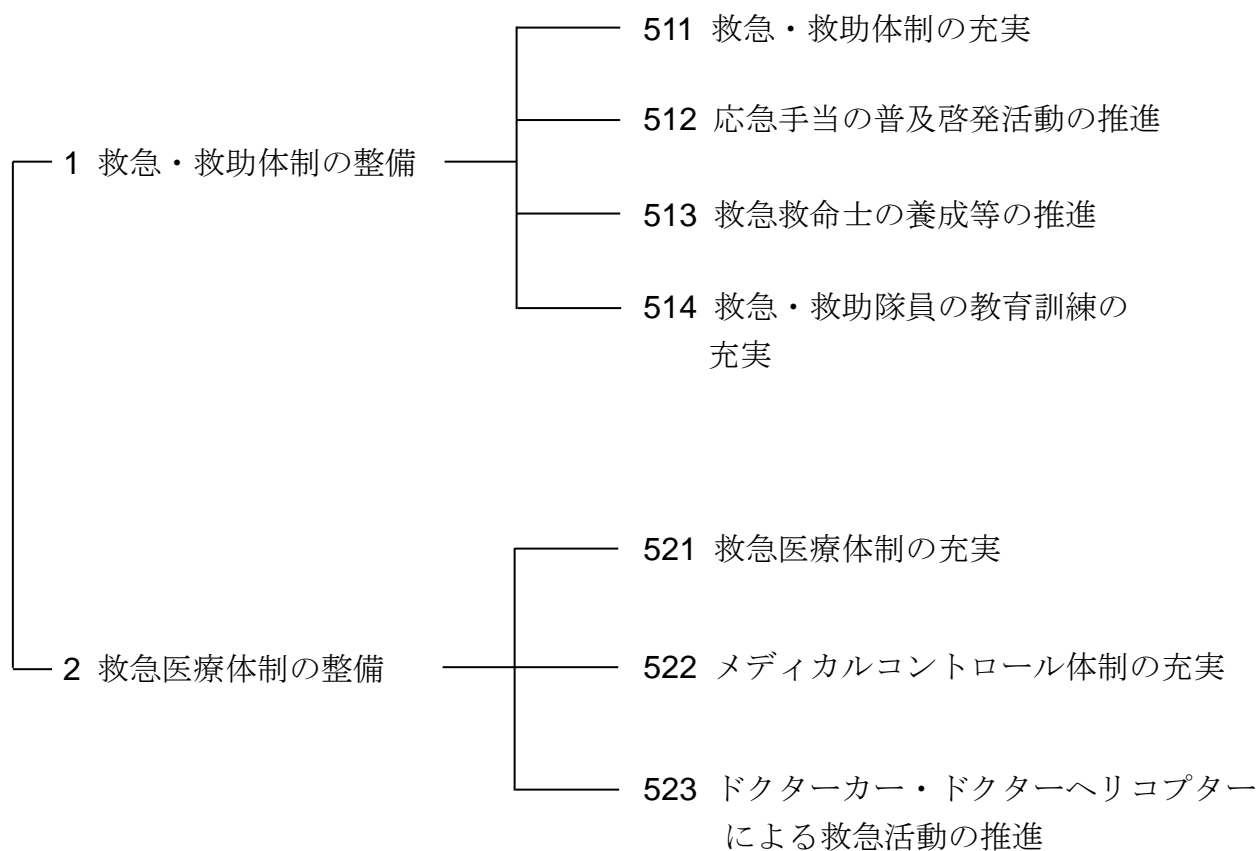 511 救急・救助体制の充実
512 応急手当の普及啓発活動の推進
1 救急・救助体制の整備
513 救急救命士の養成等の推進
514 救急・救助隊員の教育訓練の
充実
521 救急医療体制の充実
2 救急医療体制の整備
522 メディカルコントロール体制の充実
523 ドクターカー・ドクターヘリコプター
による救急活動の推進